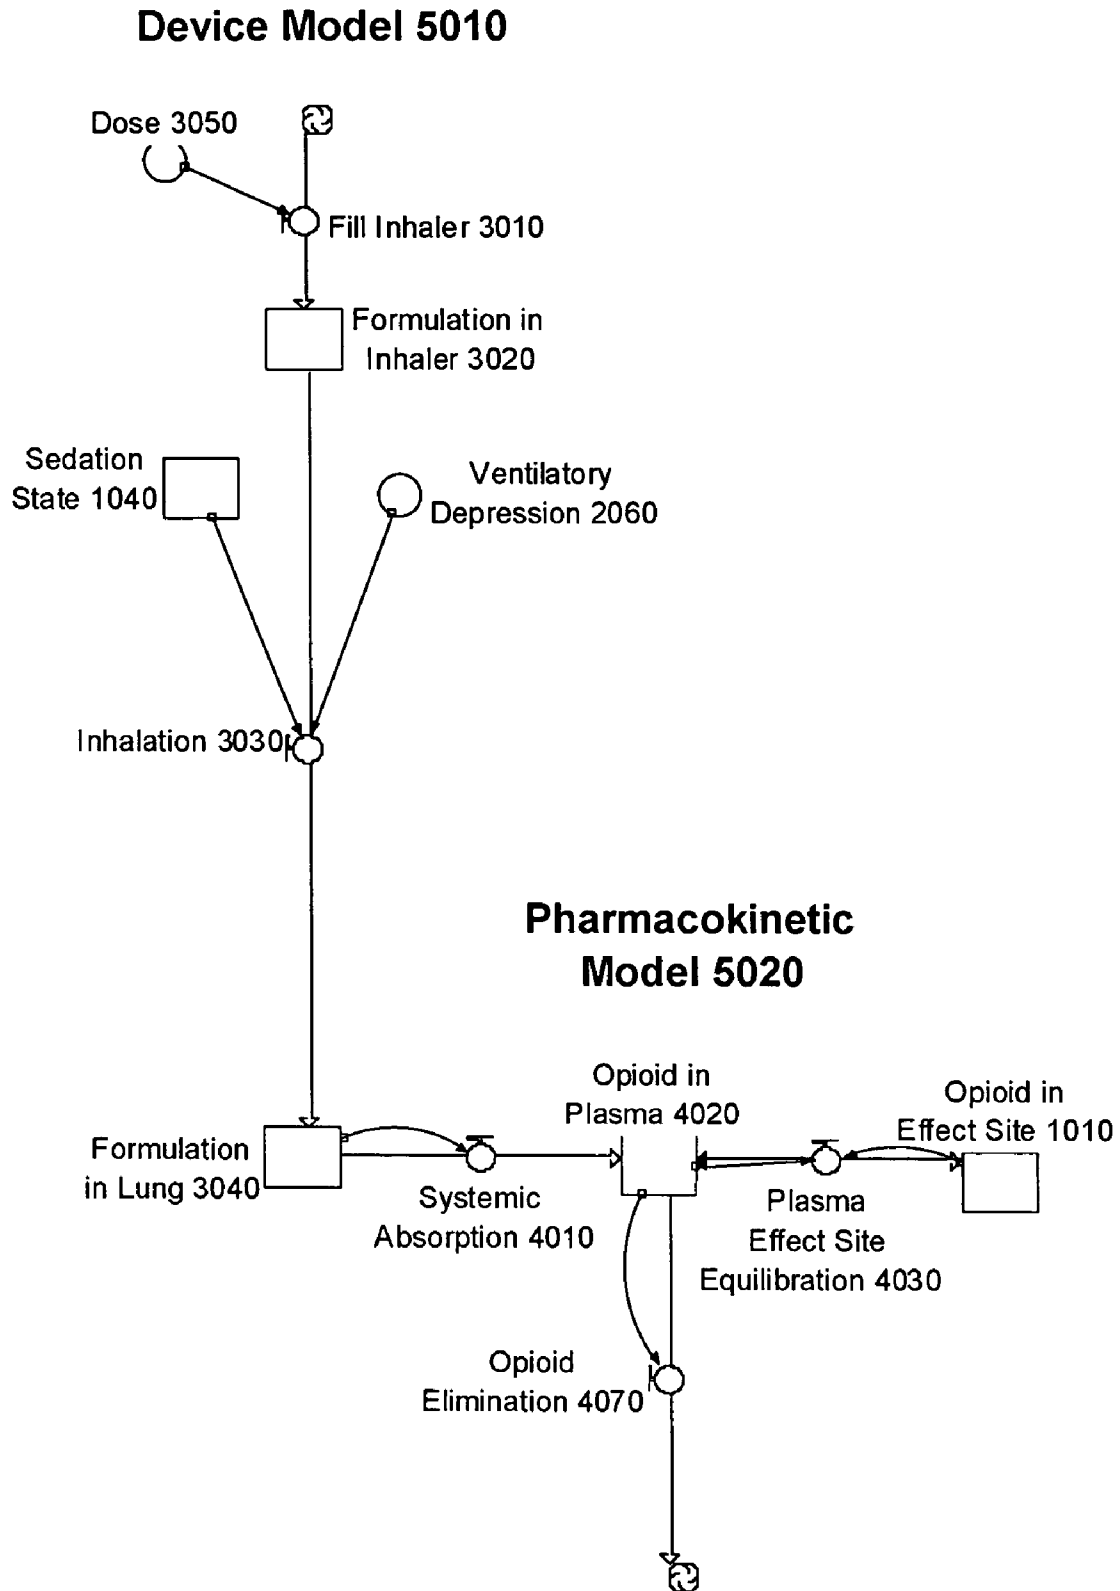 Device Model 5010
Dose 3050
Fill Inhaler 3010
Formulation in
Inhaler 3020
Sedation
State 1040
Ventilatory
Depression 2060
Inhalation 3030
Pharmacokinetic
Model 5020
Opioid in
Plasma 4020
Opioid in
Effect Site 1010
Formulation
in Lung 3040
Systemic
Absorption 4010
Plasma
Effect Site
Equilibration 4030
Opioid
Elimination 4070